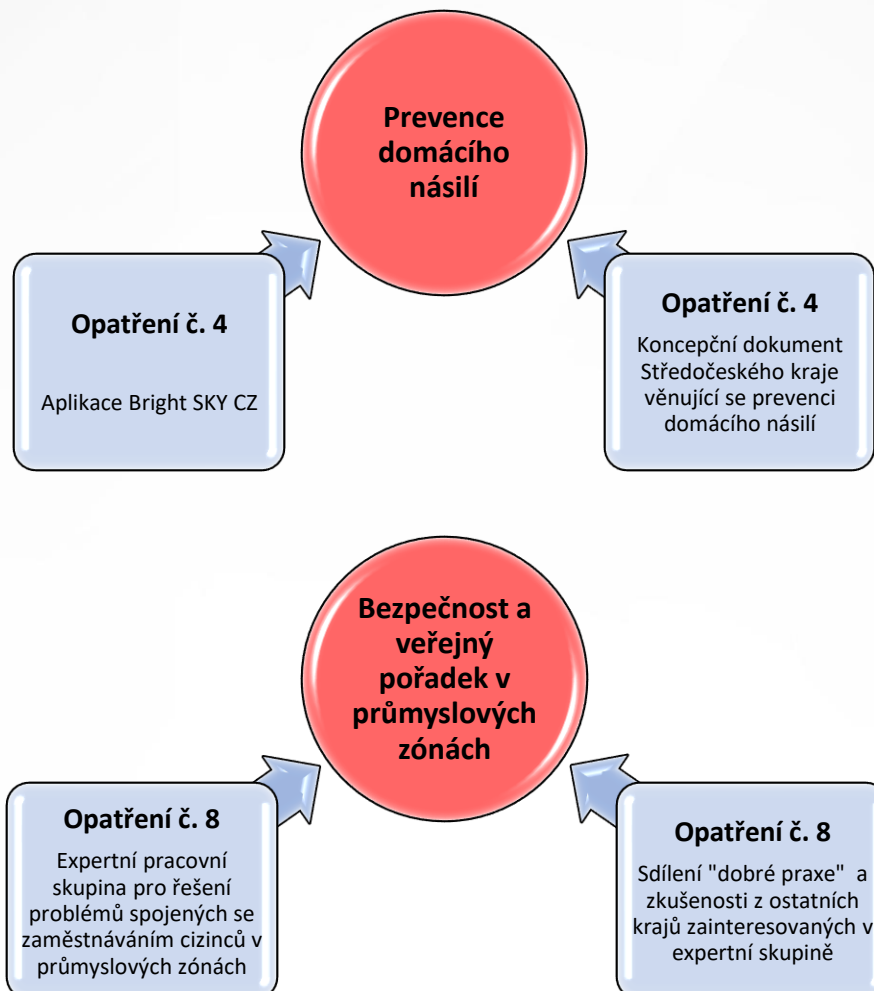 Prevence
domácího
násilí
Opatření č. 4
Aplikace Bright SKY CZ
Opatření č. 4
Koncepční dokument
Středočeského kraje
věnující se prevenci
domácího násilí
Bezpečnost a
veřejný
pořadek v
průmyslových
zónách
Opatření č. 8
Expertní pracovní
skupina pro řešení
problémů spojených se
zaměstnáváním cizinců v
průmyslových zónách
Opatření č. 8
Sdílení "dobré praxe"  a
zkušenosti z ostatních
krajů zainteresovaných v
expertní skupině